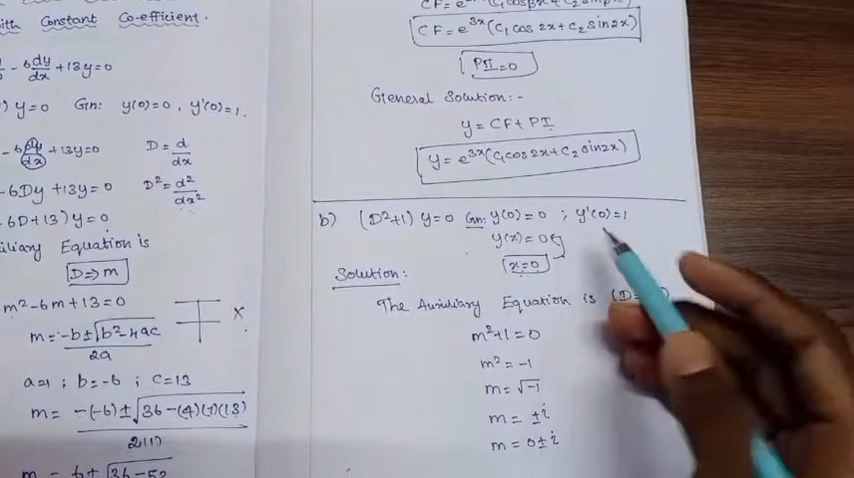 with Constant Co-efficient.
- 6dy/dx + 13y = 0
y = 0 Gn: y(0) = 0, y'(0) = 1.
- 6dy/dx + 13y = 0 D = d/dx
- 6Dy + 13y = 0 D² = d²/dx²
- 6D + 13) y = 0
Equation is
D ⇒ m
m² - 6m + 13 = 0
m = -b ± √b² - 4ac / 2a x
a = 1 ; b = -6 ; c = 13
m = -(-6) ± √36 - (4)(1)(13) / 2(1)
m = 6 ± √36 - 52
CF = e^3x (C₁ cos 2x + C₂ sin 2x)
PI = 0
General Solution :-
y = CF + PI
y = e^3x (C₁ cos 2x + C₂ sin 2x)
b) (D² + 1) y = 0 Gn: y(0) = 0 ; y'(0) = 1
y(x) = 0
x = 0
Solution :
The Auxiliary Equation is (D =
m² + 1 = 0
m² = -1
m = √-1
m = ± i
m = 0 ± i